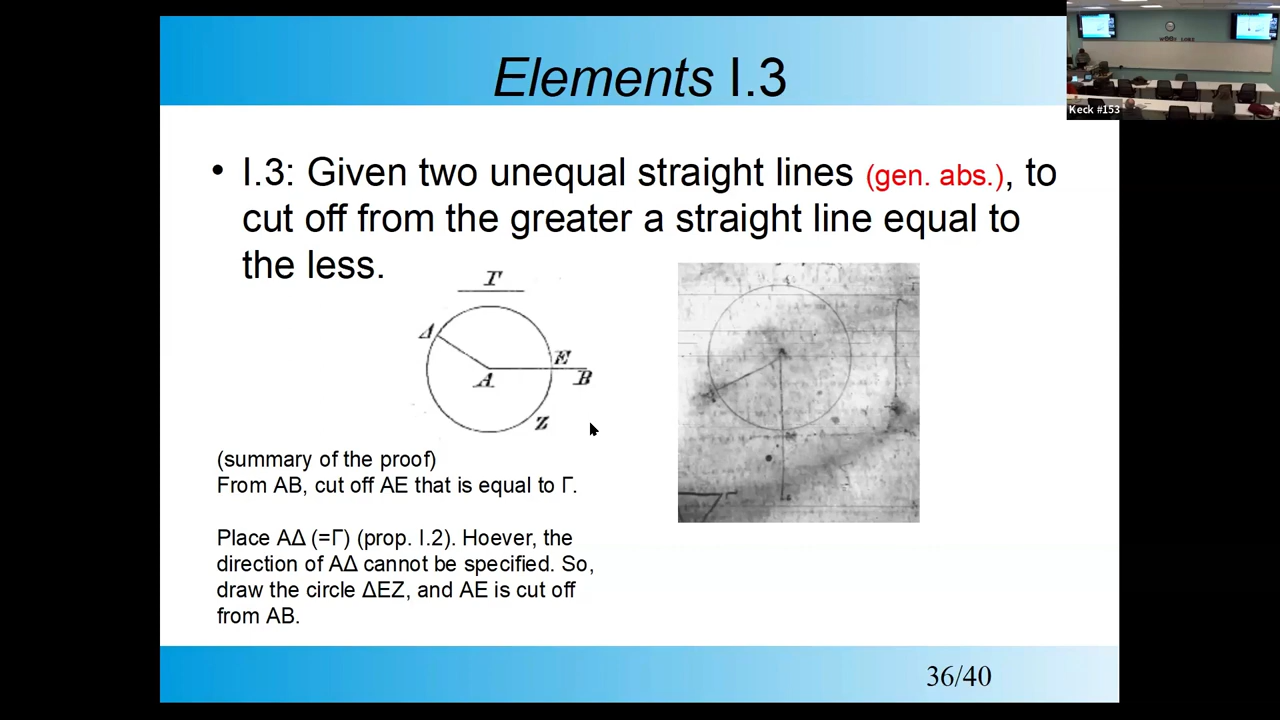 Elements I.3
• I.3: Given two unequal straight lines (gen. abs.), to
cut off from the greater a straight line equal to
the less.
Γ
Δ
E
A
B
Z
(summary of the proof)
From AB, cut off AE that is equal to Γ.
Place AΔ (=Γ) (prop. I.2). Hoever, the
direction of AΔ cannot be specified. So,
draw the circle ΔEZ, and AE is cut off
from AB.
36/40
Keck #153